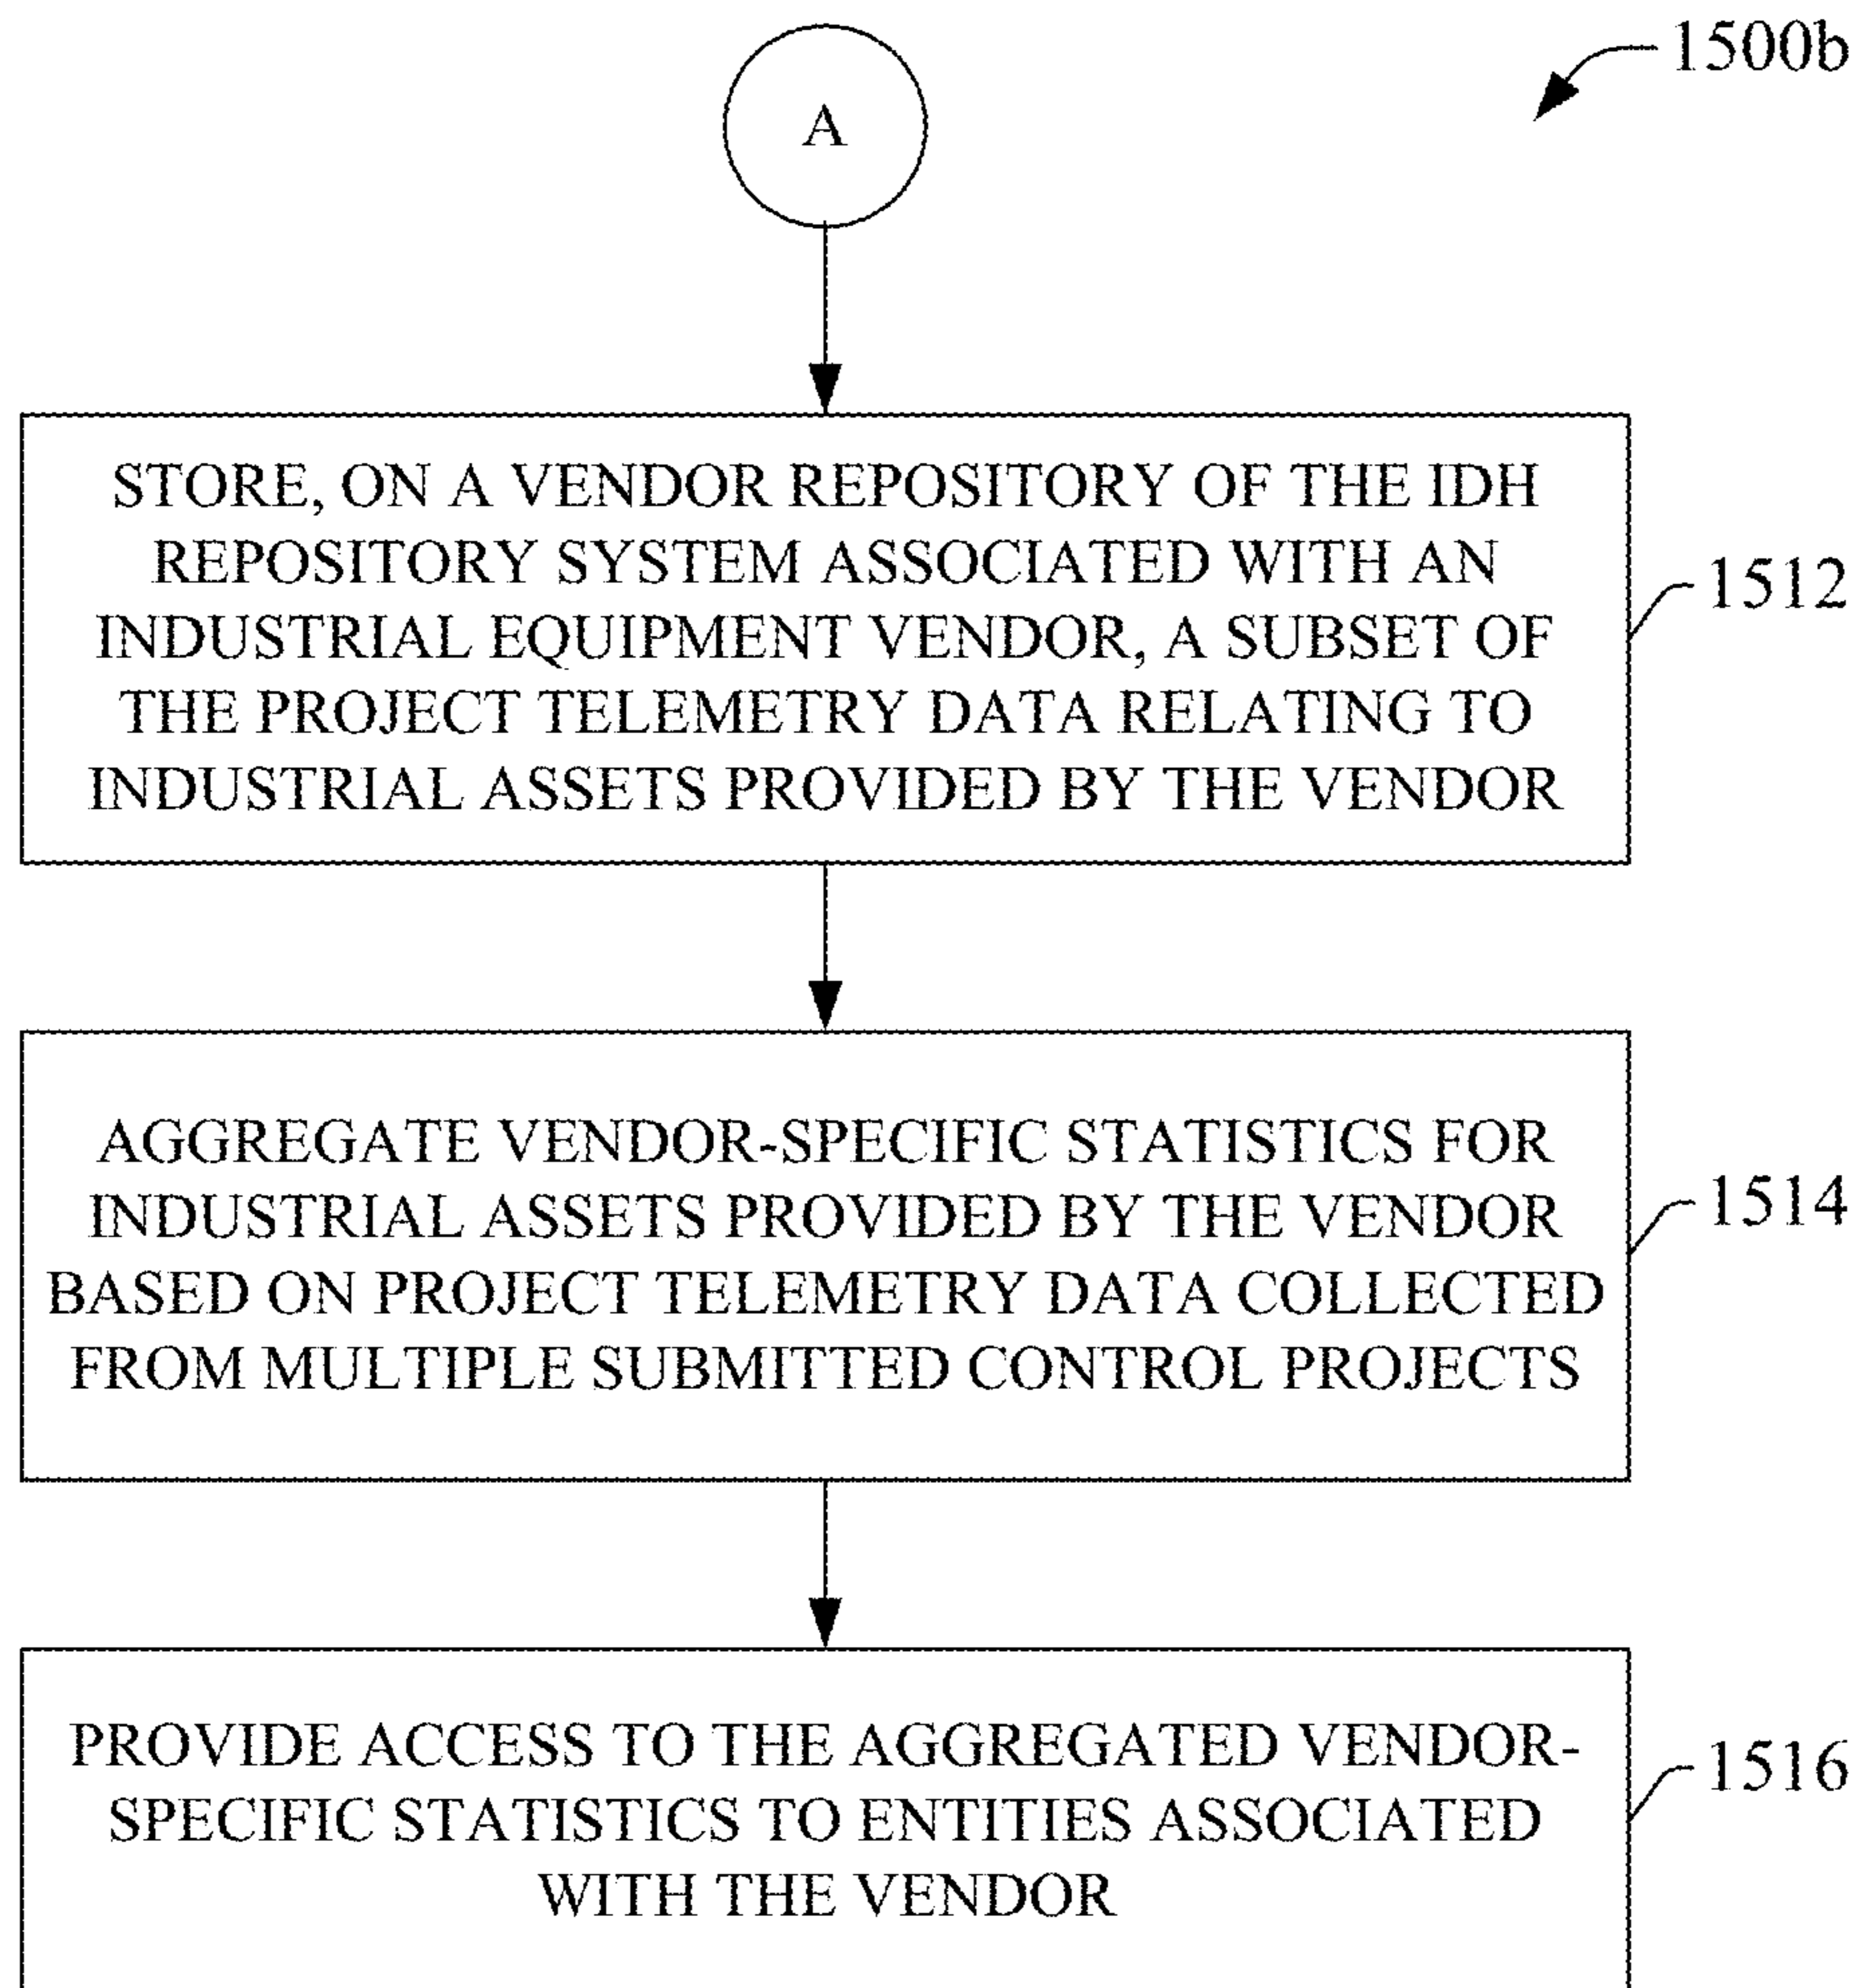 1500b
A
STORE, ON A VENDOR REPOSITORY OF THE IDH
REPOSITORY SYSTEM ASSOCIATED WITH AN
INDUSTRIAL EQUIPMENT VENDOR, A SUBSET OF
THE PROJECT TELEMETRY DATA RELATING TO
INDUSTRIAL ASSETS PROVIDED BY THE VENDOR
1512
AGGREGATE VENDOR-SPECIFIC STATISTICS FOR
INDUSTRIAL ASSETS PROVIDED BY THE VENDOR
BASED ON PROJECT TELEMETRY DATA COLLECTED
FROM MULTIPLE SUBMITTED CONTROL PROJECTS
1514
PROVIDE ACCESS TO THE AGGREGATED VENDOR-
SPECIFIC STATISTICS TO ENTITIES ASSOCIATED
WITH THE VENDOR
1516